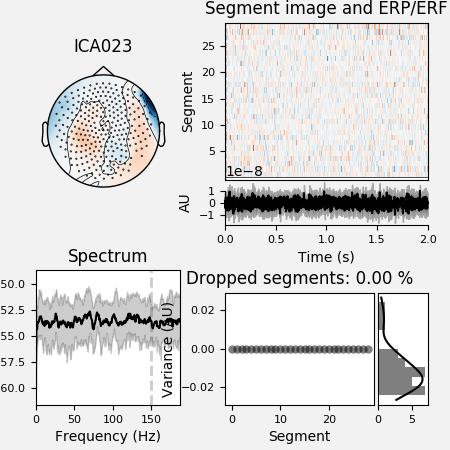 Segment image and ERP/ERF
ICA023
Segment
25
20
15
10
5
1e−8
AU
1
0
−1
0.0 0.5 1.0 1.5 2.0
Time (s)
Spectrum
50.0
52.5
55.0
57.5
60.0
0 50 100 150
Frequency (Hz)
Dropped segments: 0.00 %
Variance (AU)
0.02
0.00
−0.02
0 10 20
Segment
0 5